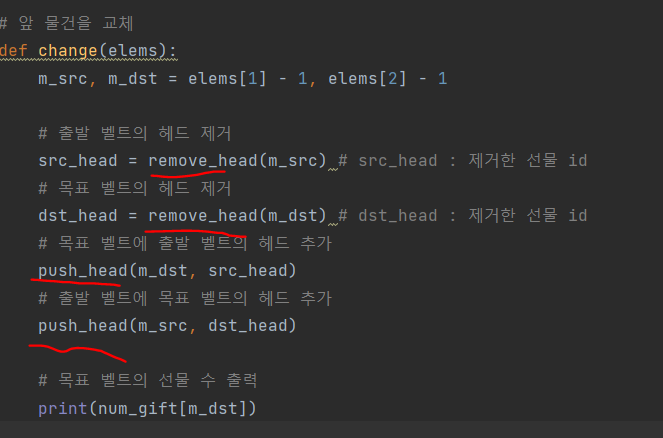 # 앞 물건을 교체
def change(elems):
m_src, m_dst = elems[1] - 1, elems[2] - 1
# 출발 벨트의 헤드 제거
src_head = remove_head(m_src) # src_head : 제거한 선물 id
# 목표 벨트의 헤드 제거
dst_head = remove_head(m_dst) # dst_head : 제거한 선물 id
# 목표 벨트에 출발 벨트의 헤드 추가
push_head(m_dst, src_head)
# 출발 벨트에 목표 벨트의 헤드 추가
push_head(m_src, dst_head)
# 목표 벨트의 선물 수 출력
print(num_gift[m_dst])